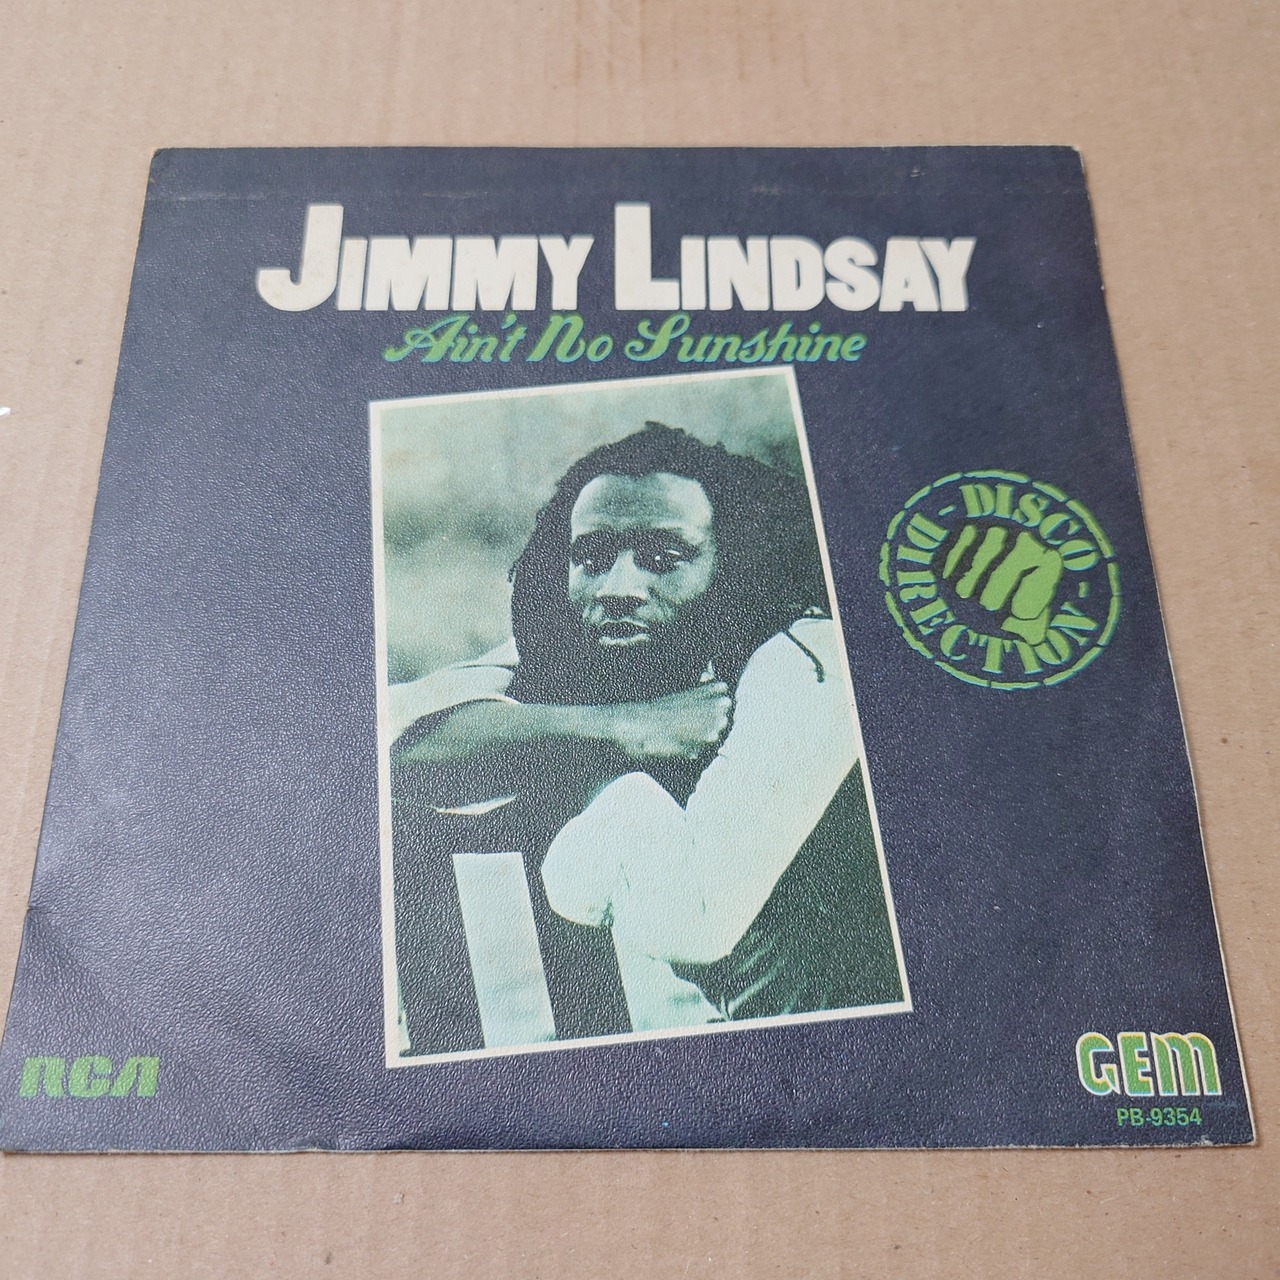 JIMMY LINDSAY
Ain't No Sunshine
DISCO - DIRECTION -
RCA
GEM
PB-9354